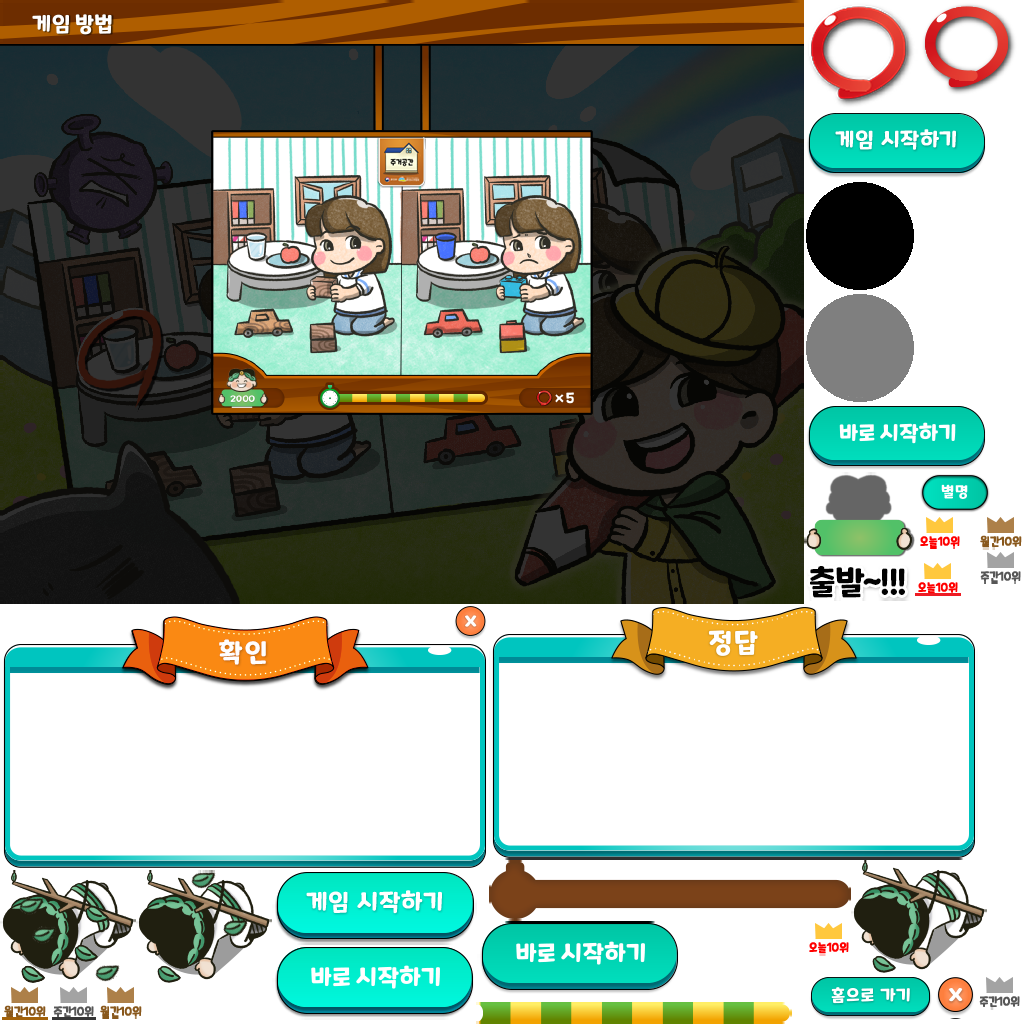 게임 방법
주거공간
2000
×5
게임 시작하기
바로 시작하기
별명
오늘10위
월간10위
출발~!!!
오늘10위
주간10위
확인
정답
게임 시작하기
바로 시작하기
바로 시작하기
오늘10위
월간10위
주간10위
월간10위
홈으로 가기
주간10위